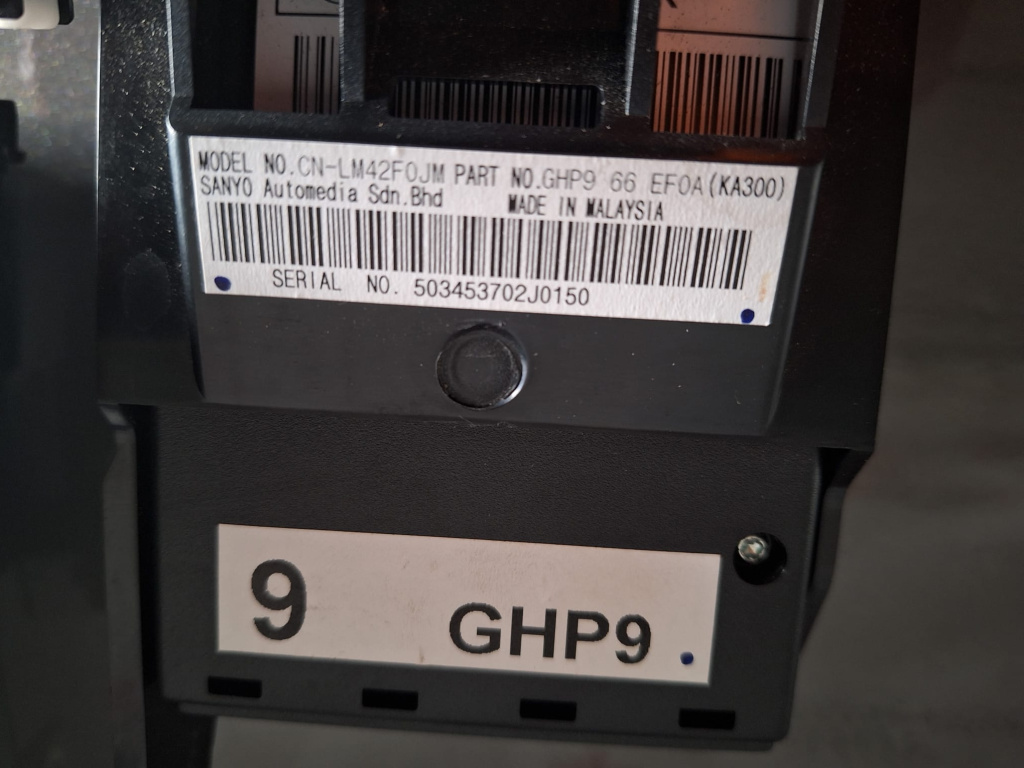 MODEL NO.CN-LM42F0JM PART NO.GHP9 66 EF0A(KA300)
SANYO Automedia Sdn.Bhd MADE IN MALAYSIA
SERIAL NO. 503453702J0150
9 GHP9